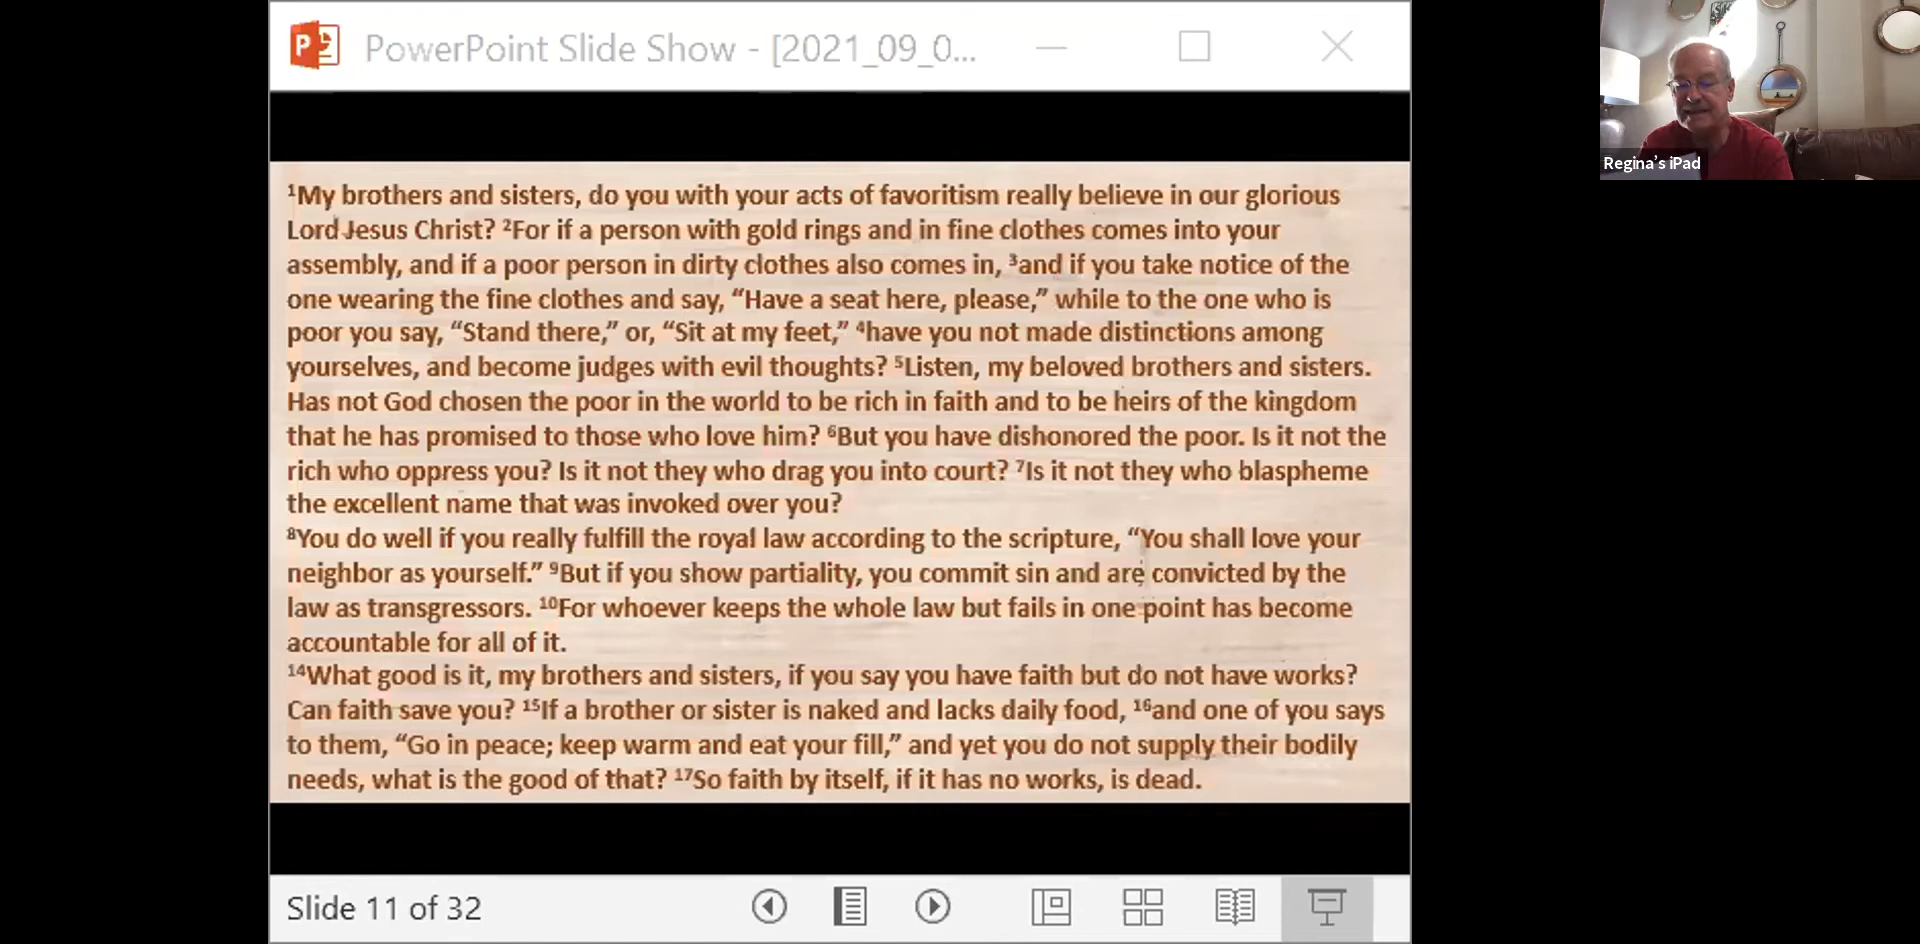 PowerPoint Slide Show - [2021_09_0...
Regina's iPad
¹My brothers and sisters, do you with your acts of favoritism really believe in our glorious
Lord Jesus Christ? ²For if a person with gold rings and in fine clothes comes into your
assembly, and if a poor person in dirty clothes also comes in, ³and if you take notice of the
one wearing the fine clothes and say, “Have a seat here, please,” while to the one who is
poor you say, “Stand there,” or, “Sit at my feet,” ⁴have you not made distinctions among
yourselves, and become judges with evil thoughts? ⁵Listen, my beloved brothers and sisters.
Has not God chosen the poor in the world to be rich in faith and to be heirs of the kingdom
that he has promised to those who love him? ⁶But you have dishonored the poor. Is it not the
rich who oppress you? Is it not they who drag you into court? ⁷Is it not they who blaspheme
the excellent name that was invoked over you?
⁸You do well if you really fulfill the royal law according to the scripture, “You shall love your
neighbor as yourself.” ⁹But if you show partiality, you commit sin and are convicted by the
law as transgressors. ¹⁰For whoever keeps the whole law but fails in one point has become
accountable for all of it.
¹⁴What good is it, my brothers and sisters, if you say you have faith but do not have works?
Can faith save you? ¹⁵If a brother or sister is naked and lacks daily food, ¹⁶and one of you says
to them, “Go in peace; keep warm and eat your fill,” and yet you do not supply their bodily
needs, what is the good of that? ¹⁷So faith by itself, if it has no works, is dead.
Slide 11 of 32